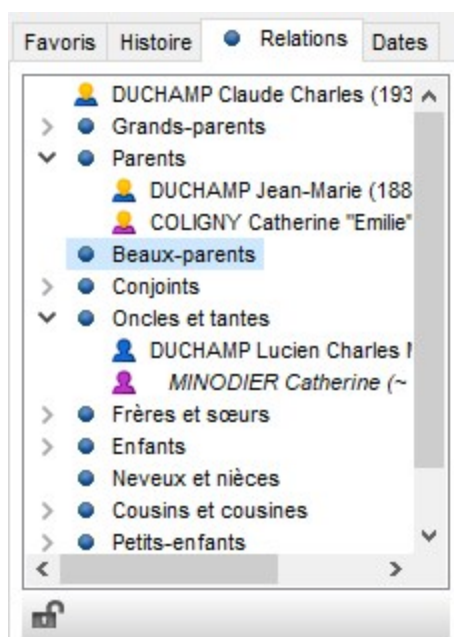 Favoris Histoire Relations Dates
DUCHAMP Claude Charles (193
Grands-parents
Parents
DUCHAMP Jean-Marie (188
COLIGNY Catherine "Emilie"
Beaux-parents
Conjoints
Oncles et tantes
DUCHAMP Lucien Charles
MINODIER Catherine (~
Frères et sœurs
Enfants
Neveux et nièces
Cousins et cousines
Petits-enfants